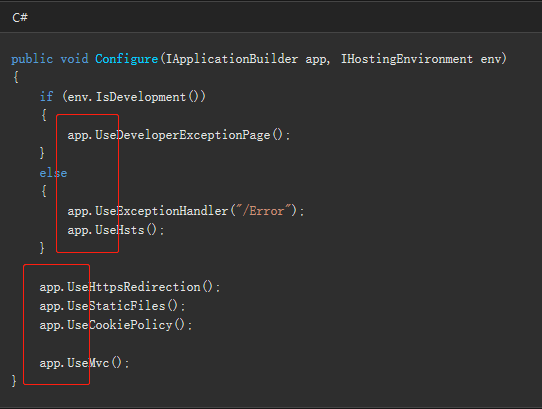 C#
public void Configure(IApplicationBuilder app, IHostingEnvironment env)
{
    if (env.IsDevelopment())
    {
        app.UseDeveloperExceptionPage();
    }
    else
    {
        app.UseExceptionHandler("/Error");
        app.UseHsts();
    }
    app.UseHttpsRedirection();
    app.UseStaticFiles();
    app.UseCookiePolicy();
    app.UseMvc();
}